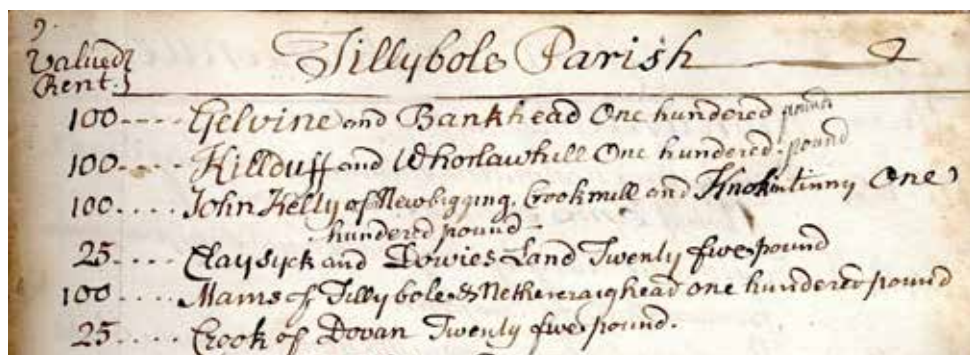 2.
Valued Rent. Tillybole Parish 2
100---- Gelvine and Bankhead One hundered pound
100---- Killduff and Whorlawhill One hundered pound
100.... John Kelly of Newbigging, Crookmill and Knokintinny One
hundered pound
25---- Claysyck and Dowies Land Twenty five pound
100.... Mains of Tillybole & Nethercraighead one hundered pound
25.... Crook of Dovan Twenty five pound.